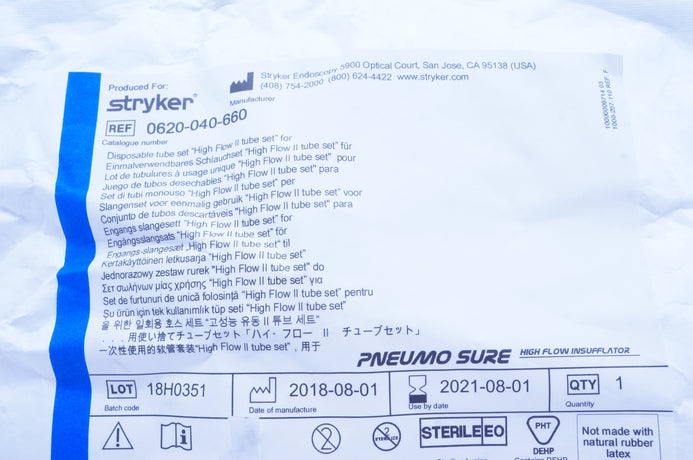 Produced For:
stryker®
Manufacturer
Stryker Endoscopy 5900 Optical Court, San Jose, CA 95138 (USA)
(408) 754-2000 (800) 624-4422 www.stryker.com
REF 0620-040-660
Catalogue number
Disposable tube set "High Flow II tube set" for
Einmalverwendbares Schlauchset "High Flow II tube set" für
Lot de tubulures à usage unique "High Flow II tube set" pour
Juego de tubos desechables "High Flow II tube set" para
Set di tubi monouso "High Flow II tube set" per
Slangenset voor eenmalig gebruik "High Flow II tube set" voor
Conjunto de tubos descartáveis "High Flow II tube set" para
Engangs slangesett "High Flow II tube set" for
Engångsslangsats "High Flow II tube set" för
Engangs-slangesæt „High Flow II tube set" til
Kertakäyttöinen letkusarja "High Flow II tube set"
Jednorazowy zestaw rurek "High Flow II tube set" do
Σετ σωλήνων μίας χρήσης "High Flow II tube set" για
Set de furtunuri de unică folosință "High Flow II tube set" pentru
Şu ürün için tek kullanımlık tüp seti "High Flow II tube set"
을 위한 일회용 호스 세트 "고성능 유동 II 튜브 세트"
...用使い捨てチューブセット「ハイ・フロー II チューブセット」
一次性使用的软管套装"High Flow II tube set", 用于
PNEUMO SURE HIGH FLOW INSUFFLATOR
LOT 18H0351
Batch code
2018-08-01
Date of manufacture
2021-08-01
Use by date
QTY 1
Quantity
2
2
STERILE EO
PHT
DEHP
Not made with
natural rubber
latex